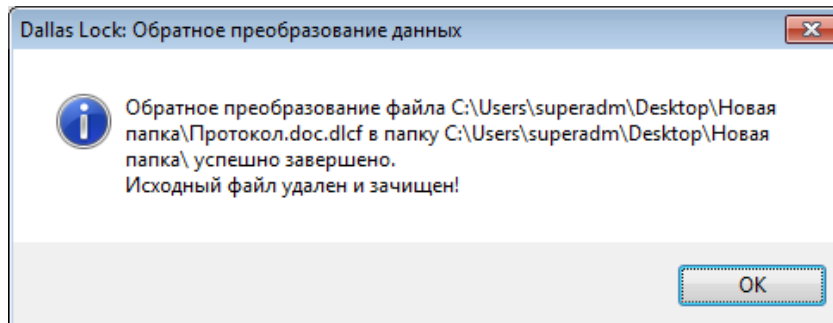 Dallas Lock: Обратное преобразование данных
Обратное преобразование файла C:\Users\superadm\Desktop\Новая
папка\Протокол.doc.dlcf в папку C:\Users\superadm\Desktop\Новая
папка\ успешно завершено.
Исходный файл удален и зачищен!
OK